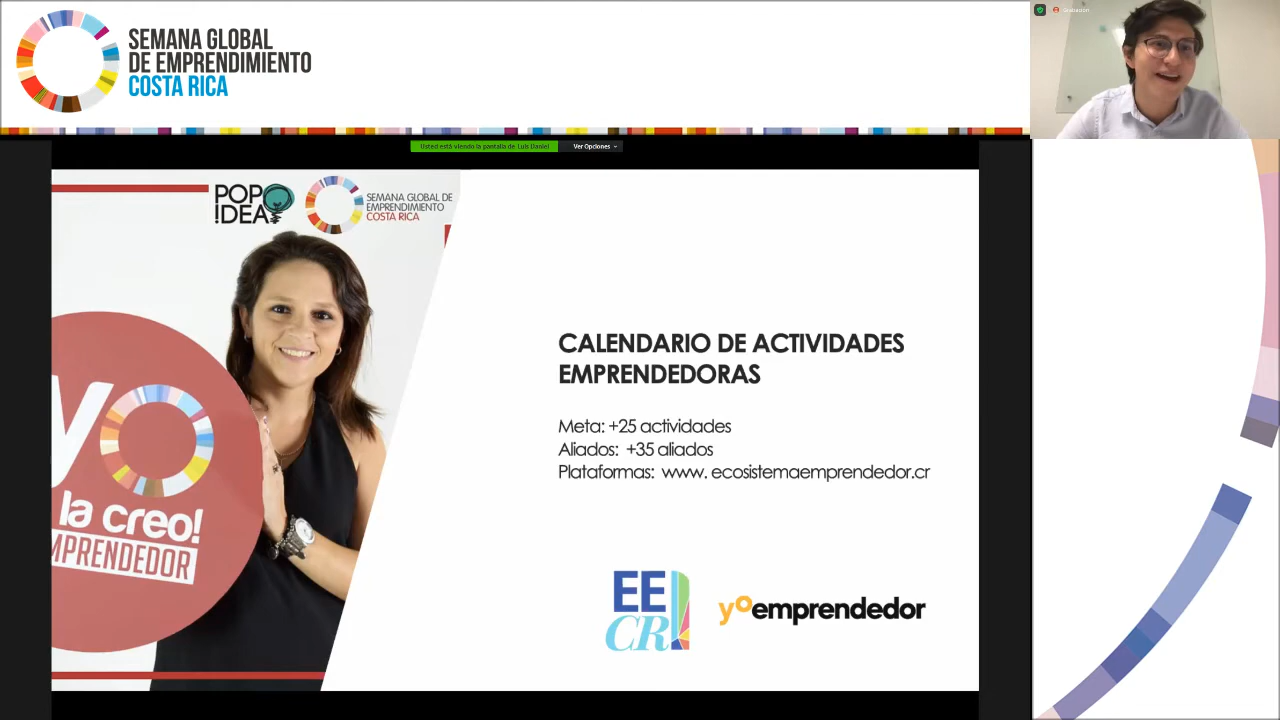 SEMANA GLOBAL
DE EMPRENDIMIENTO
COSTA RICA
Grabación
Usted está viendo la pantalla de Luis Daniel
Ver Opciones
POP
!DEA
SEMANA GLOBAL DE
EMPRENDIMIENTO
COSTA RICA
yo
la creo!
MPRENDEDOR
CALENDARIO DE ACTIVIDADES
EMPRENDEDORAS
Meta: +25 actividades
Aliados: +35 aliados
Plataformas: www. ecosistemaemprendedor.cr
EE
CR
yoemprendedor